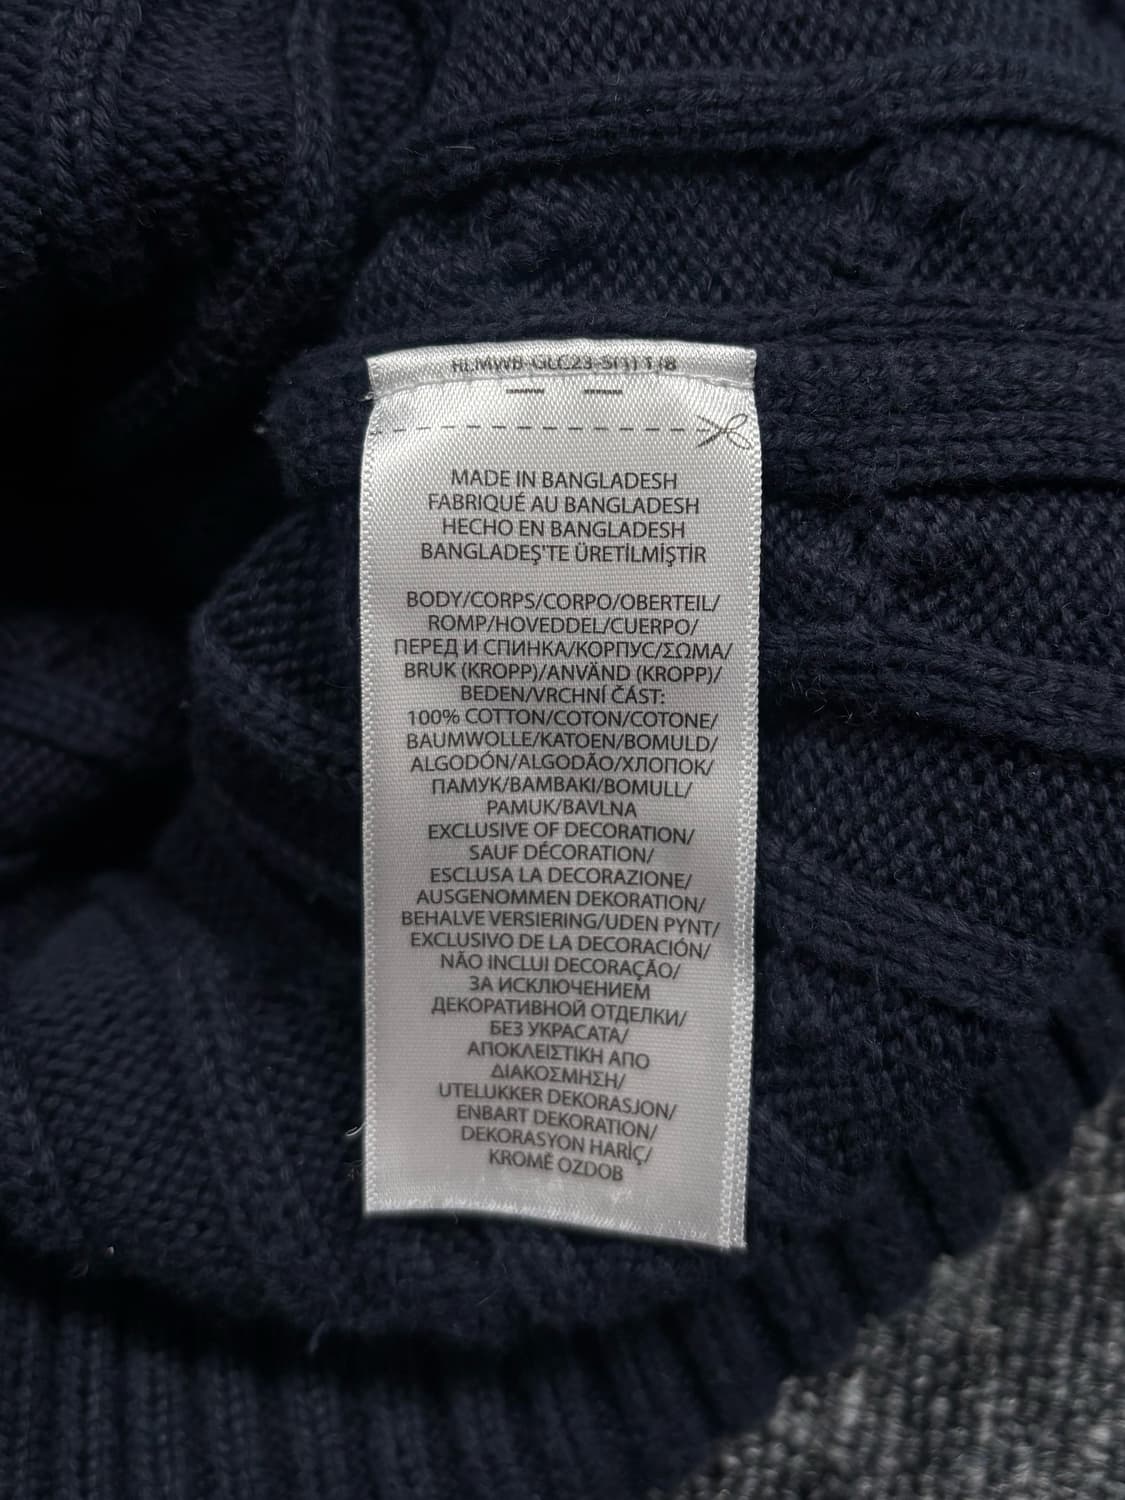 MADE IN BANGLADESH
FABRIQUÉ AU BANGLADESH
HECHO EN BANGLADESH
BANGLADEŞ'TE ÜRETİLMİŞTİR
BODY/CORPS/CORPO/OBERTEIL/
ROMP/HOVEDDEL/CUERPO/
ПЕРЕД И СПИНКА/КОРПУС/ΣΩΜΑ/
BRUK (KROPP)/ANVÄND (KROPP)/
BEDEN/VRCHNÍ ČÁST:
100% COTTON/COTON/COTONE/
BAUMWOLLE/KATOEN/BOMULD/
ALGODÓN/ALGODÃO/ХЛОПОК/
ПАМУК/ΒΑΜΒΑΚΙ/BOMULL/
PAMUK/BAVLNA
EXCLUSIVE OF DECORATION/
SAUF DÉCORATION/
ESCLUSA LA DECORAZIONE/
AUSGENOMMEN DEKORATION/
BEHALVE VERSIERING/UDEN PYNT/
EXCLUSIVO DE LA DECORACIÓN/
NÃO INCLUI DECORAÇÃO/
ЗА ИСКЛЮЧЕНИЕМ
ДЕКОРАТИВНОЙ ОТДЕЛКИ/
БЕЗ УКРАСАТА/
ΑΠΟΚΛΕΙΣΤΙΚΗ ΑΠΟ
ΔΙΑΚΟΣΜΗΣΗ/
UTELUKKER DEKORASJON/
ENBART DEKORATION/
DEKORASYON HARİÇ/
KROMĚ OZDOB